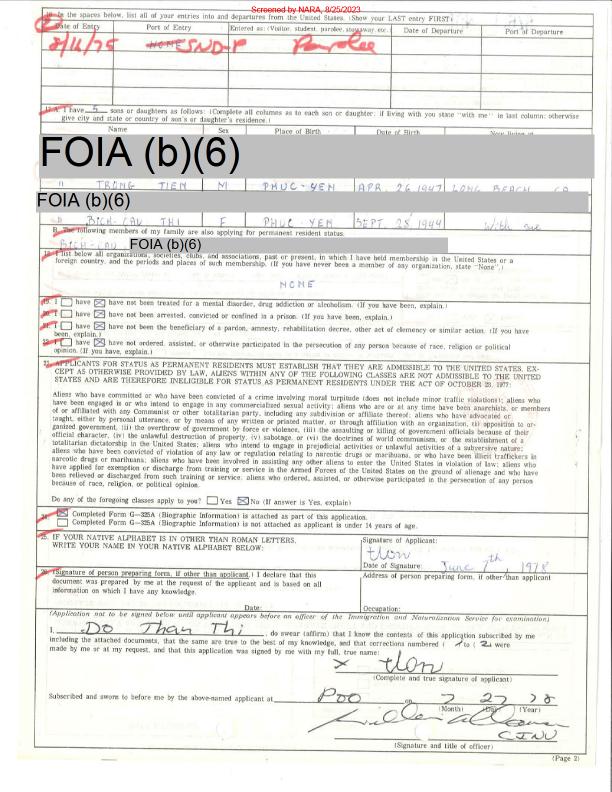 Screened by NARA, 8/25/2023
16. In the spaces below, list all of your entries into and departures from the United States. (Show your LAST entry FIRST)
Date of Entry Port of Entry Entered as: (Visitor, student, parolee, stowaway, etc.) Date of Departure Port of Departure
SND-P Parolee
17. A. I have 5 sons or daughters as follows: (Complete all columns as to each son or daughter; if living with you state "with me" in last column; otherwise
give city and state or country of son's or daughter's residence.)
Name Sex Place of Birth Date of Birth Now living in
FOIA (b)(6)
" TRONG TIEN M PHUC-YEN APR. 26 1947 LONG BEACH, CA
FOIA (b)(6)
BICH-CAU THI F PHUC YEN SEPT. 25 1944 With me
B. The following members of my family are also applying for permanent resident status:
BICH-CAU FOIA (b)(6)
18. I list below all organizations, societies, clubs, and associations, past or present, in which I have held membership in the United States or a
foreign country, and the periods and places of such membership. (If you have never been a member of any organization, state "None".)
NONE
19. I have have not been treated for a mental disorder, drug addiction or alcoholism. (If you have been, explain.)
20. I have have not been arrested, convicted or confined in a prison. (If you have been, explain.)
21. I have have not been the beneficiary of a pardon, amnesty, rehabilitation decree, other act of clemency or similar action. (If you have
been, explain.)
22. I have have not ordered, assisted, or otherwise participated in the persecution of any person because of race, religion or political
opinion. (If you have, explain.)
23. APPLICANTS FOR STATUS AS PERMANENT RESIDENTS MUST ESTABLISH THAT THEY ARE ADMISSIBLE TO THE UNITED STATES. EX-
CEPT AS OTHERWISE PROVIDED BY LAW, ALIENS WITHIN ANY OF THE FOLLOWING CLASSES ARE NOT ADMISSIBLE TO THE UNITED
STATES AND ARE THEREFORE INELIGIBLE FOR STATUS AS PERMANENT RESIDENTS UNDER THE ACT OF OCTOBER 28, 1977:
Aliens who have committed or who have been convicted of a crime involving moral turpitude (does not include minor traffic violations); aliens who
have been engaged in or who intend to engage in any commercialized sexual activity; aliens who are or at any time have been anarchists, or members
of or affiliated with any Communist or other totalitarian party, including any subdivision or affiliate thereof; aliens who have advocated or
taught, either by personal utterance, or by means of any written or printed matter, or through affiliation with an organization, (i) opposition to or-
ganized government, (ii) the overthrow of government by force or violence, (iii) the assaulting or killing of government officials because of their
official character, (iv) the unlawful destruction of property, (v) sabotage, or (vi) the doctrines of world communism, or the establishment of a
totalitarian dictatorship in the United States; aliens who intend to engage in prejudicial activities or unlawful activities of a subversive nature;
aliens who have been convicted of violation of any law or regulation relating to narcotic drugs or marihuana, or who have been illicit traffickers in
narcotic drugs or marihuana; aliens who have been involved in assisting any other aliens to enter the United States in violation of law; aliens who
have applied for exemption or discharge from training or service in the Armed Forces of the United States on the ground of alienage and who have
been relieved or discharged from such training or service; aliens who ordered, assisted, or otherwise participated in the persecution of any person
because of race, religion, or political opinion.
Do any of the foregoing classes apply to you? Yes No (If answer is Yes, explain)
24. Completed Form G-325A (Biographic Information) is attached as part of this application.
Completed Form G-325A (Biographic Information) is not attached as applicant is under 14 years of age.
25. IF YOUR NATIVE ALPHABET IS IN OTHER THAN ROMAN LETTERS,
WRITE YOUR NAME IN YOUR NATIVE ALPHABET BELOW:
Signature of Applicant:
Date of Signature: June 7th, 1978
26. (Signature of person preparing form, if other than applicant.) I declare that this
document was prepared by me at the request of the applicant and is based on all
information on which I have any knowledge.
Address of person preparing form, if other than applicant
Date: Occupation:
(Application not to be signed below until applicant appears before an officer of the Immigration and Naturalization Service for examination)
I, Do Than Thi, do swear (affirm) that I know the contents of this application subscribed by me
including the attached documents, that the same are true to the best of my knowledge, and that corrections numbered ( 1 ) to ( 2 ) were
made by me or at my request, and that this application was signed by me with my full, true name:
X
(Complete and true signature of applicant)
Subscribed and sworn to before me by the above-named applicant at POO on 7 27 78
(Month) (Day) (Year)
(Signature and title of officer)
(Page 2)